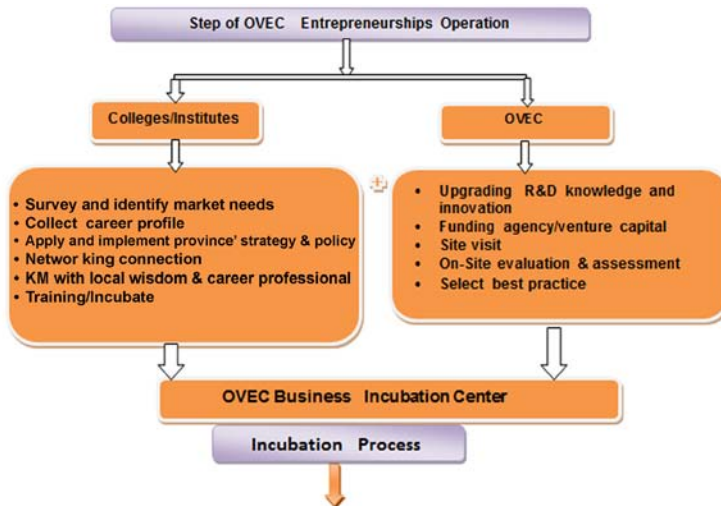 Step of OVEC Entrepreneurships Operation
Colleges/Institutes
OVEC
• Survey and identify market needs
• Collect career profile
• Apply and implement province' strategy & policy
• Networ king connection
• KM with local wisdom & career professional
• Training/Incubate
+
• Upgrading R&D knowledge and
innovation
• Funding agency/venture capital
• Site visit
• On-Site evaluation & assessment
• Select best practice
OVEC Business Incubation Center
Incubation Process